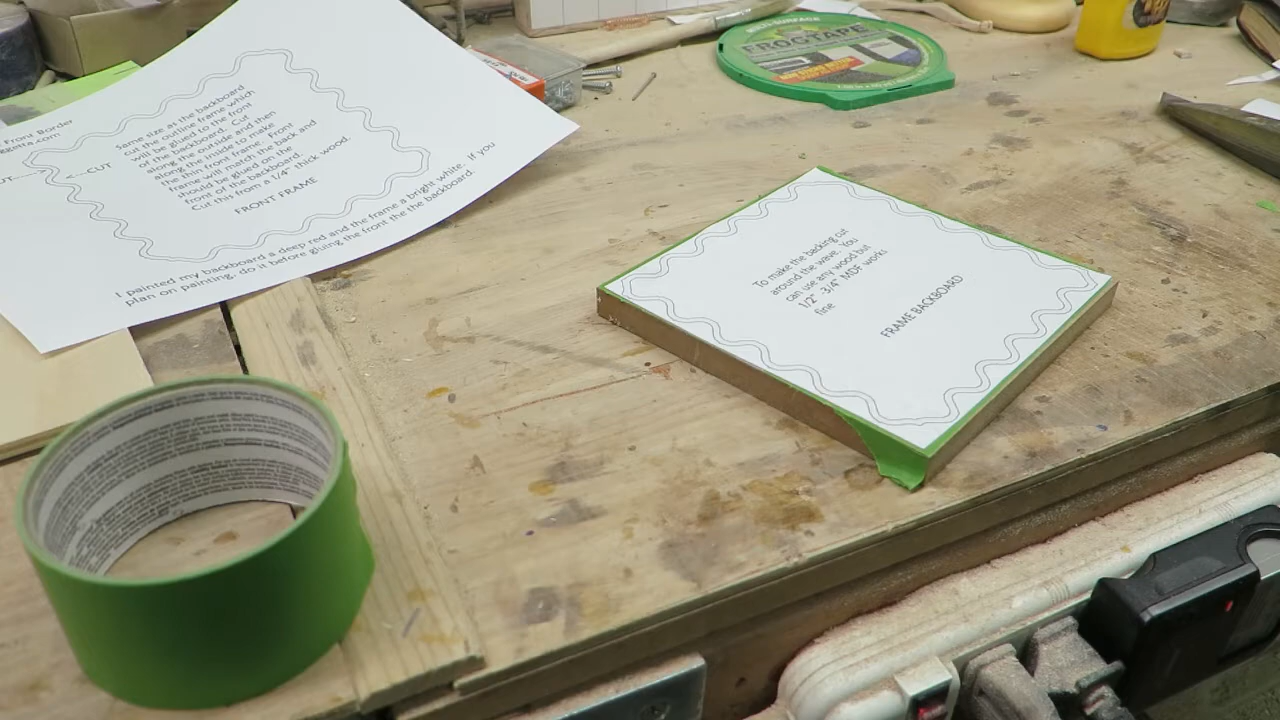 Front Border
<--CUT
Same size as the backboard
cut the outline frame which
will be glued to the front
of the backboard. Cut
along the outside and then
along the inside to make
the thin front frame. Front
frame will match the back and
should be glued on the
front of the backboard.
Cut this from a 1/4" thick wood
FRONT FRAME
I painted my backboard a deep red and the frame a bright white. If you
plan on painting, do it before gluing the front the the backboard.
MULTI-SURFACE
FROGTAPE
To make the backing cut
around the wave. You
can use any wood but
1/2" - 3/4" MDF works
fine
FRAME BACKBOARD